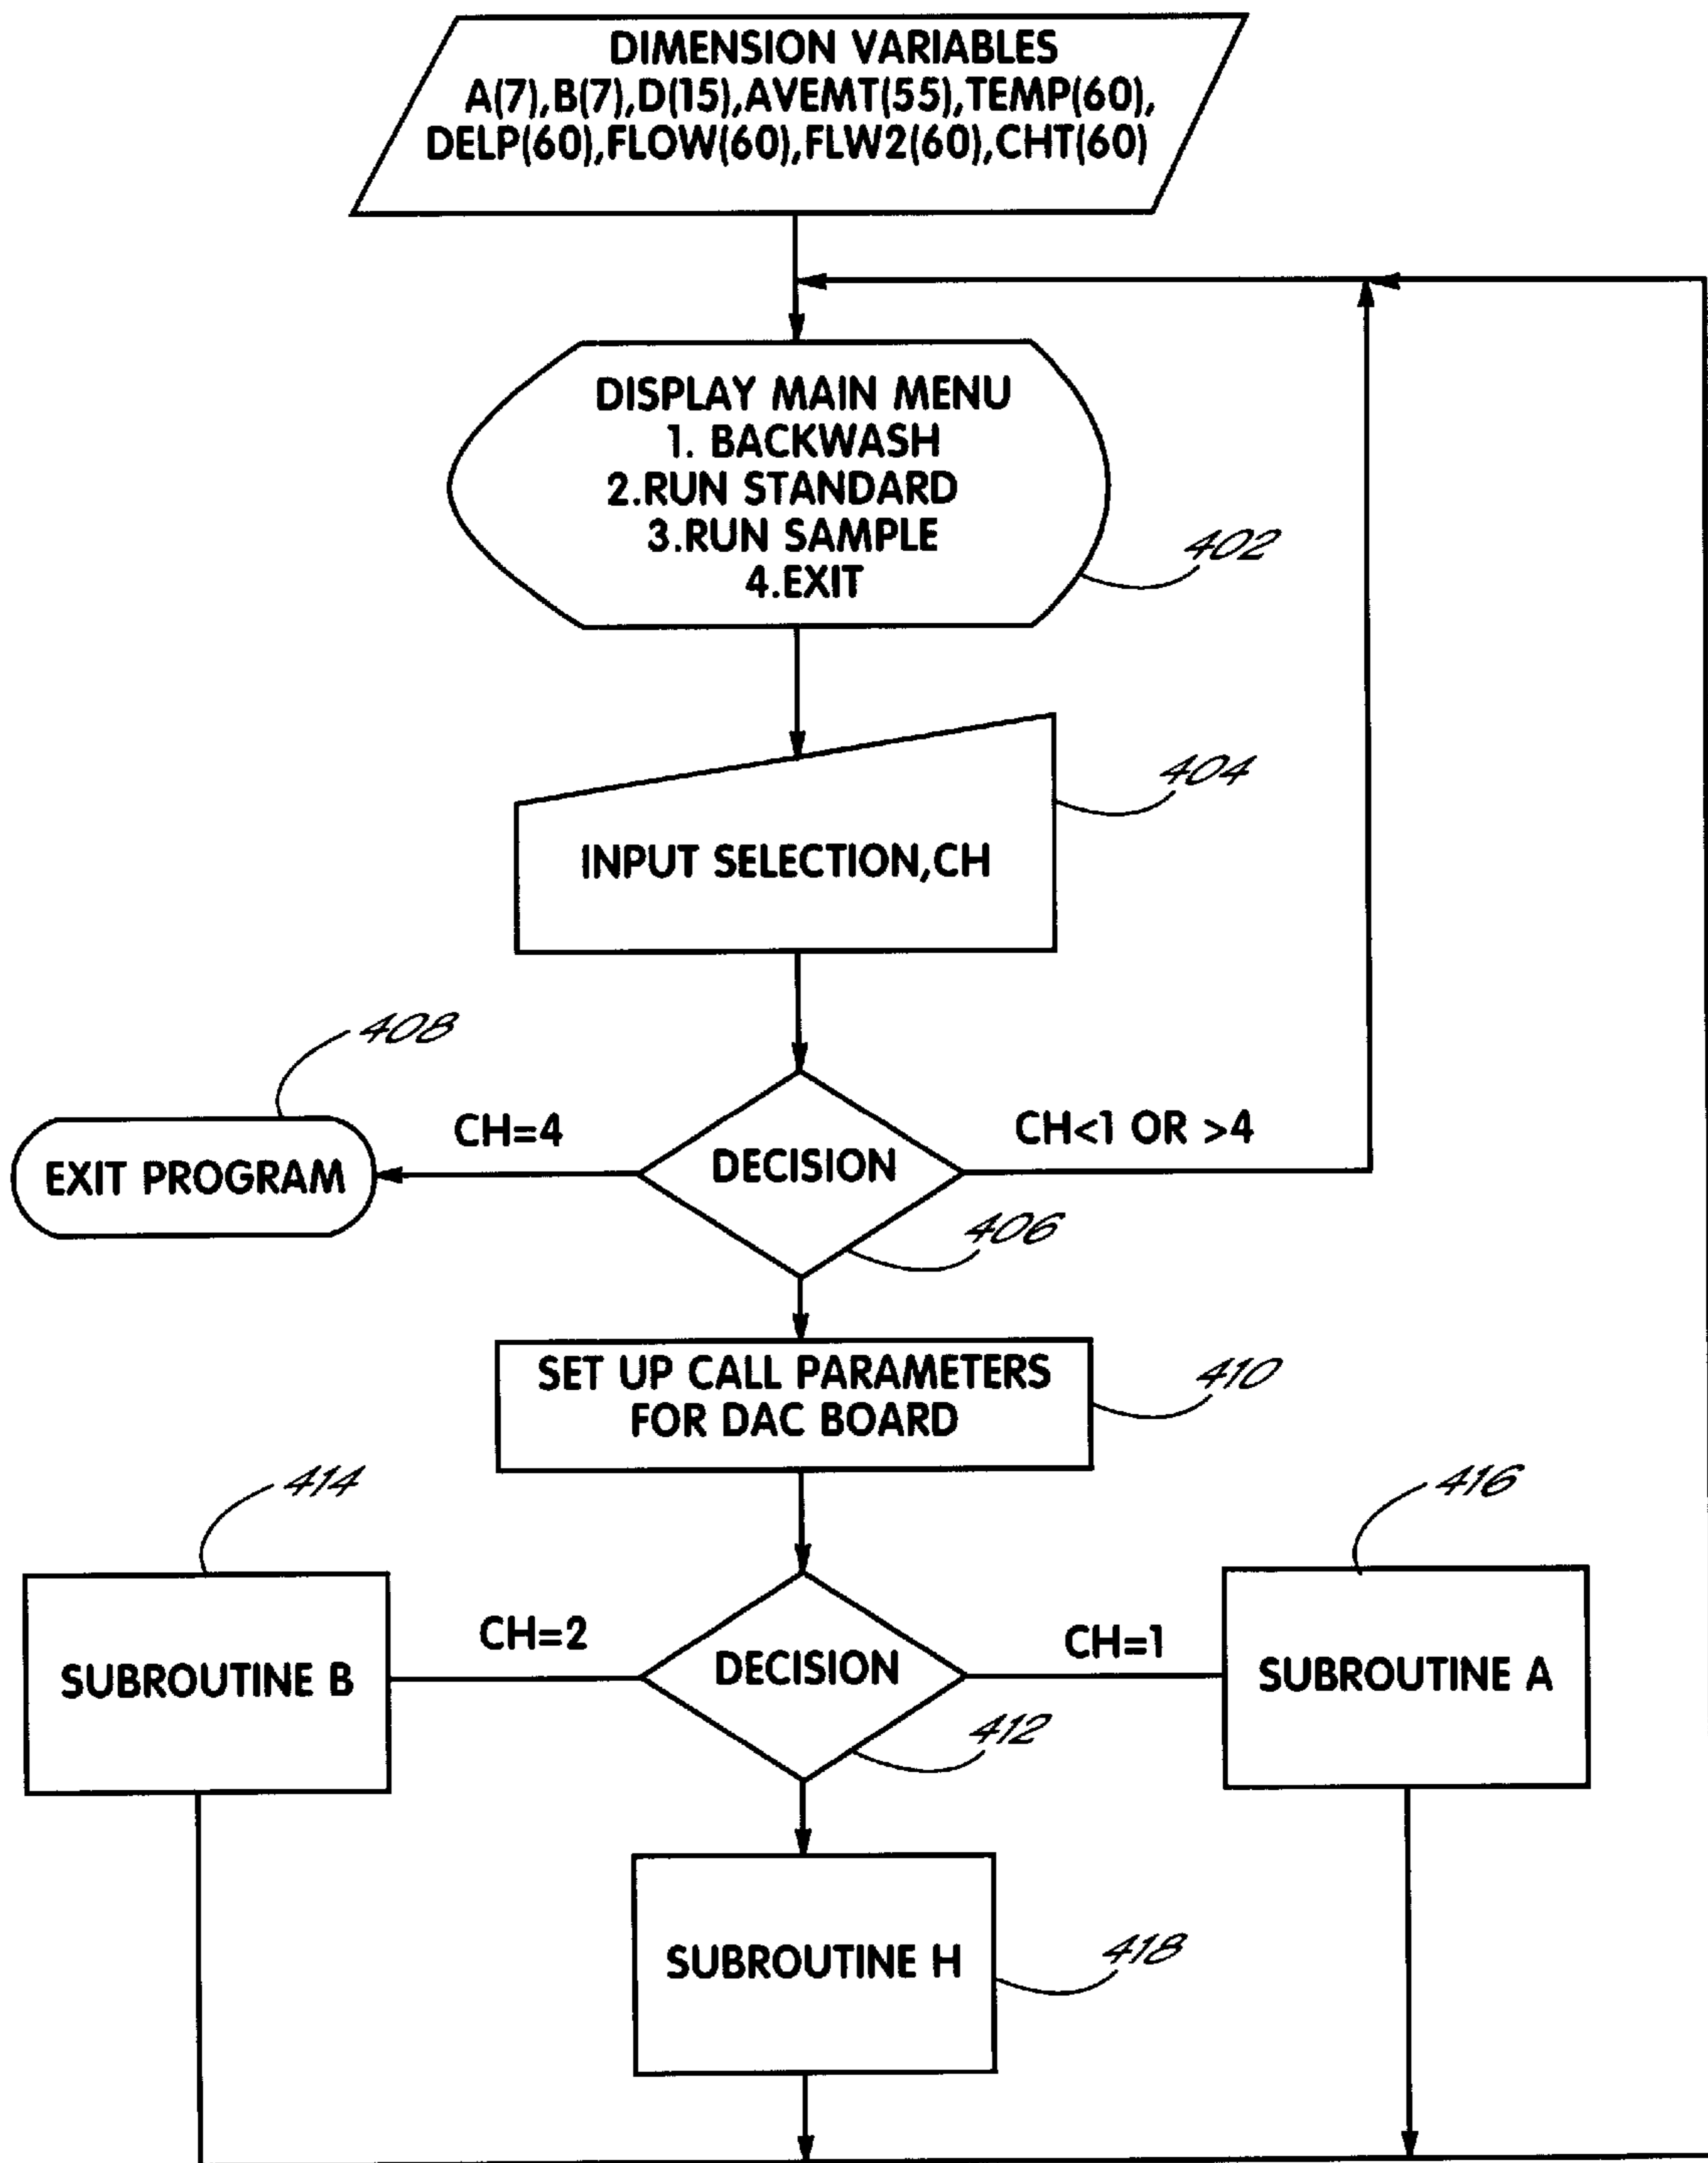 DIMENSION VARIABLES
A(7),B(7),D(15),AVEMT(55),TEMP(60),
DELP(60),FLOW(60),FLW2(60),CHT(60)
DISPLAY MAIN MENU
1. BACKWASH
2.RUN STANDARD
3.RUN SAMPLE
4.EXIT
402
404
INPUT SELECTION,CH
408
CH=4
CH<1 OR >4
EXIT PROGRAM
DECISION
406
SET UP CALL PARAMETERS
FOR DAC BOARD
410
414
416
CH=2
CH=1
SUBROUTINE B
DECISION
SUBROUTINE A
412
SUBROUTINE H
418